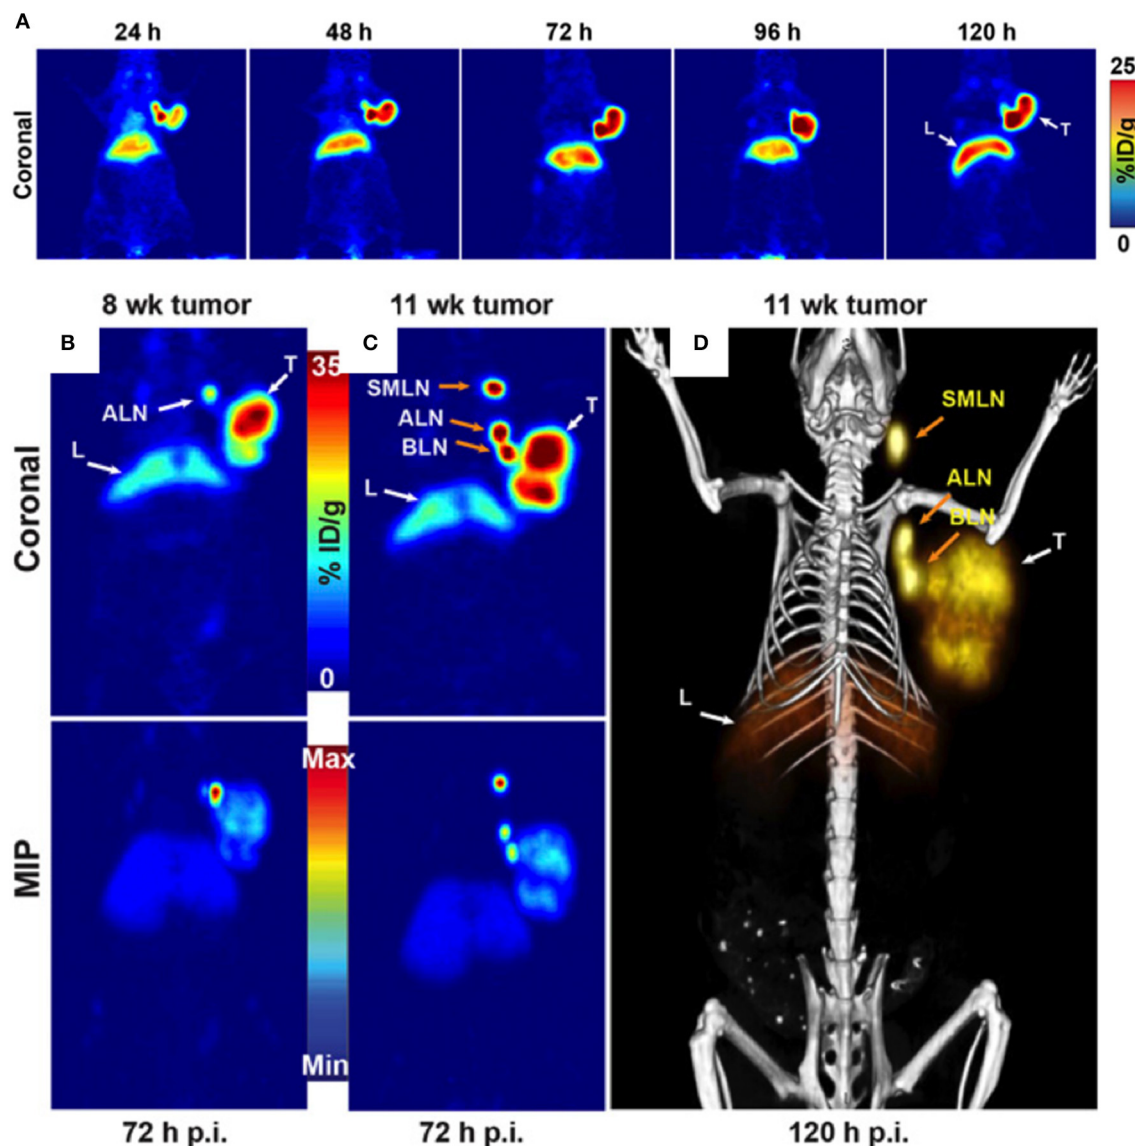 A
24 h 48 h 72 h 96 h 120 h
Coronal
L
T
25
%ID/g
0
8 wk tumor 11 wk tumor 11 wk tumor
B
C
D
Coronal
ALN
T
L
35
% ID/g
0
SMLN
ALN
BLN
T
L
SMLN
ALN
BLN
T
L
MIP
Max
Min
72 h p.i. 72 h p.i. 120 h p.i.